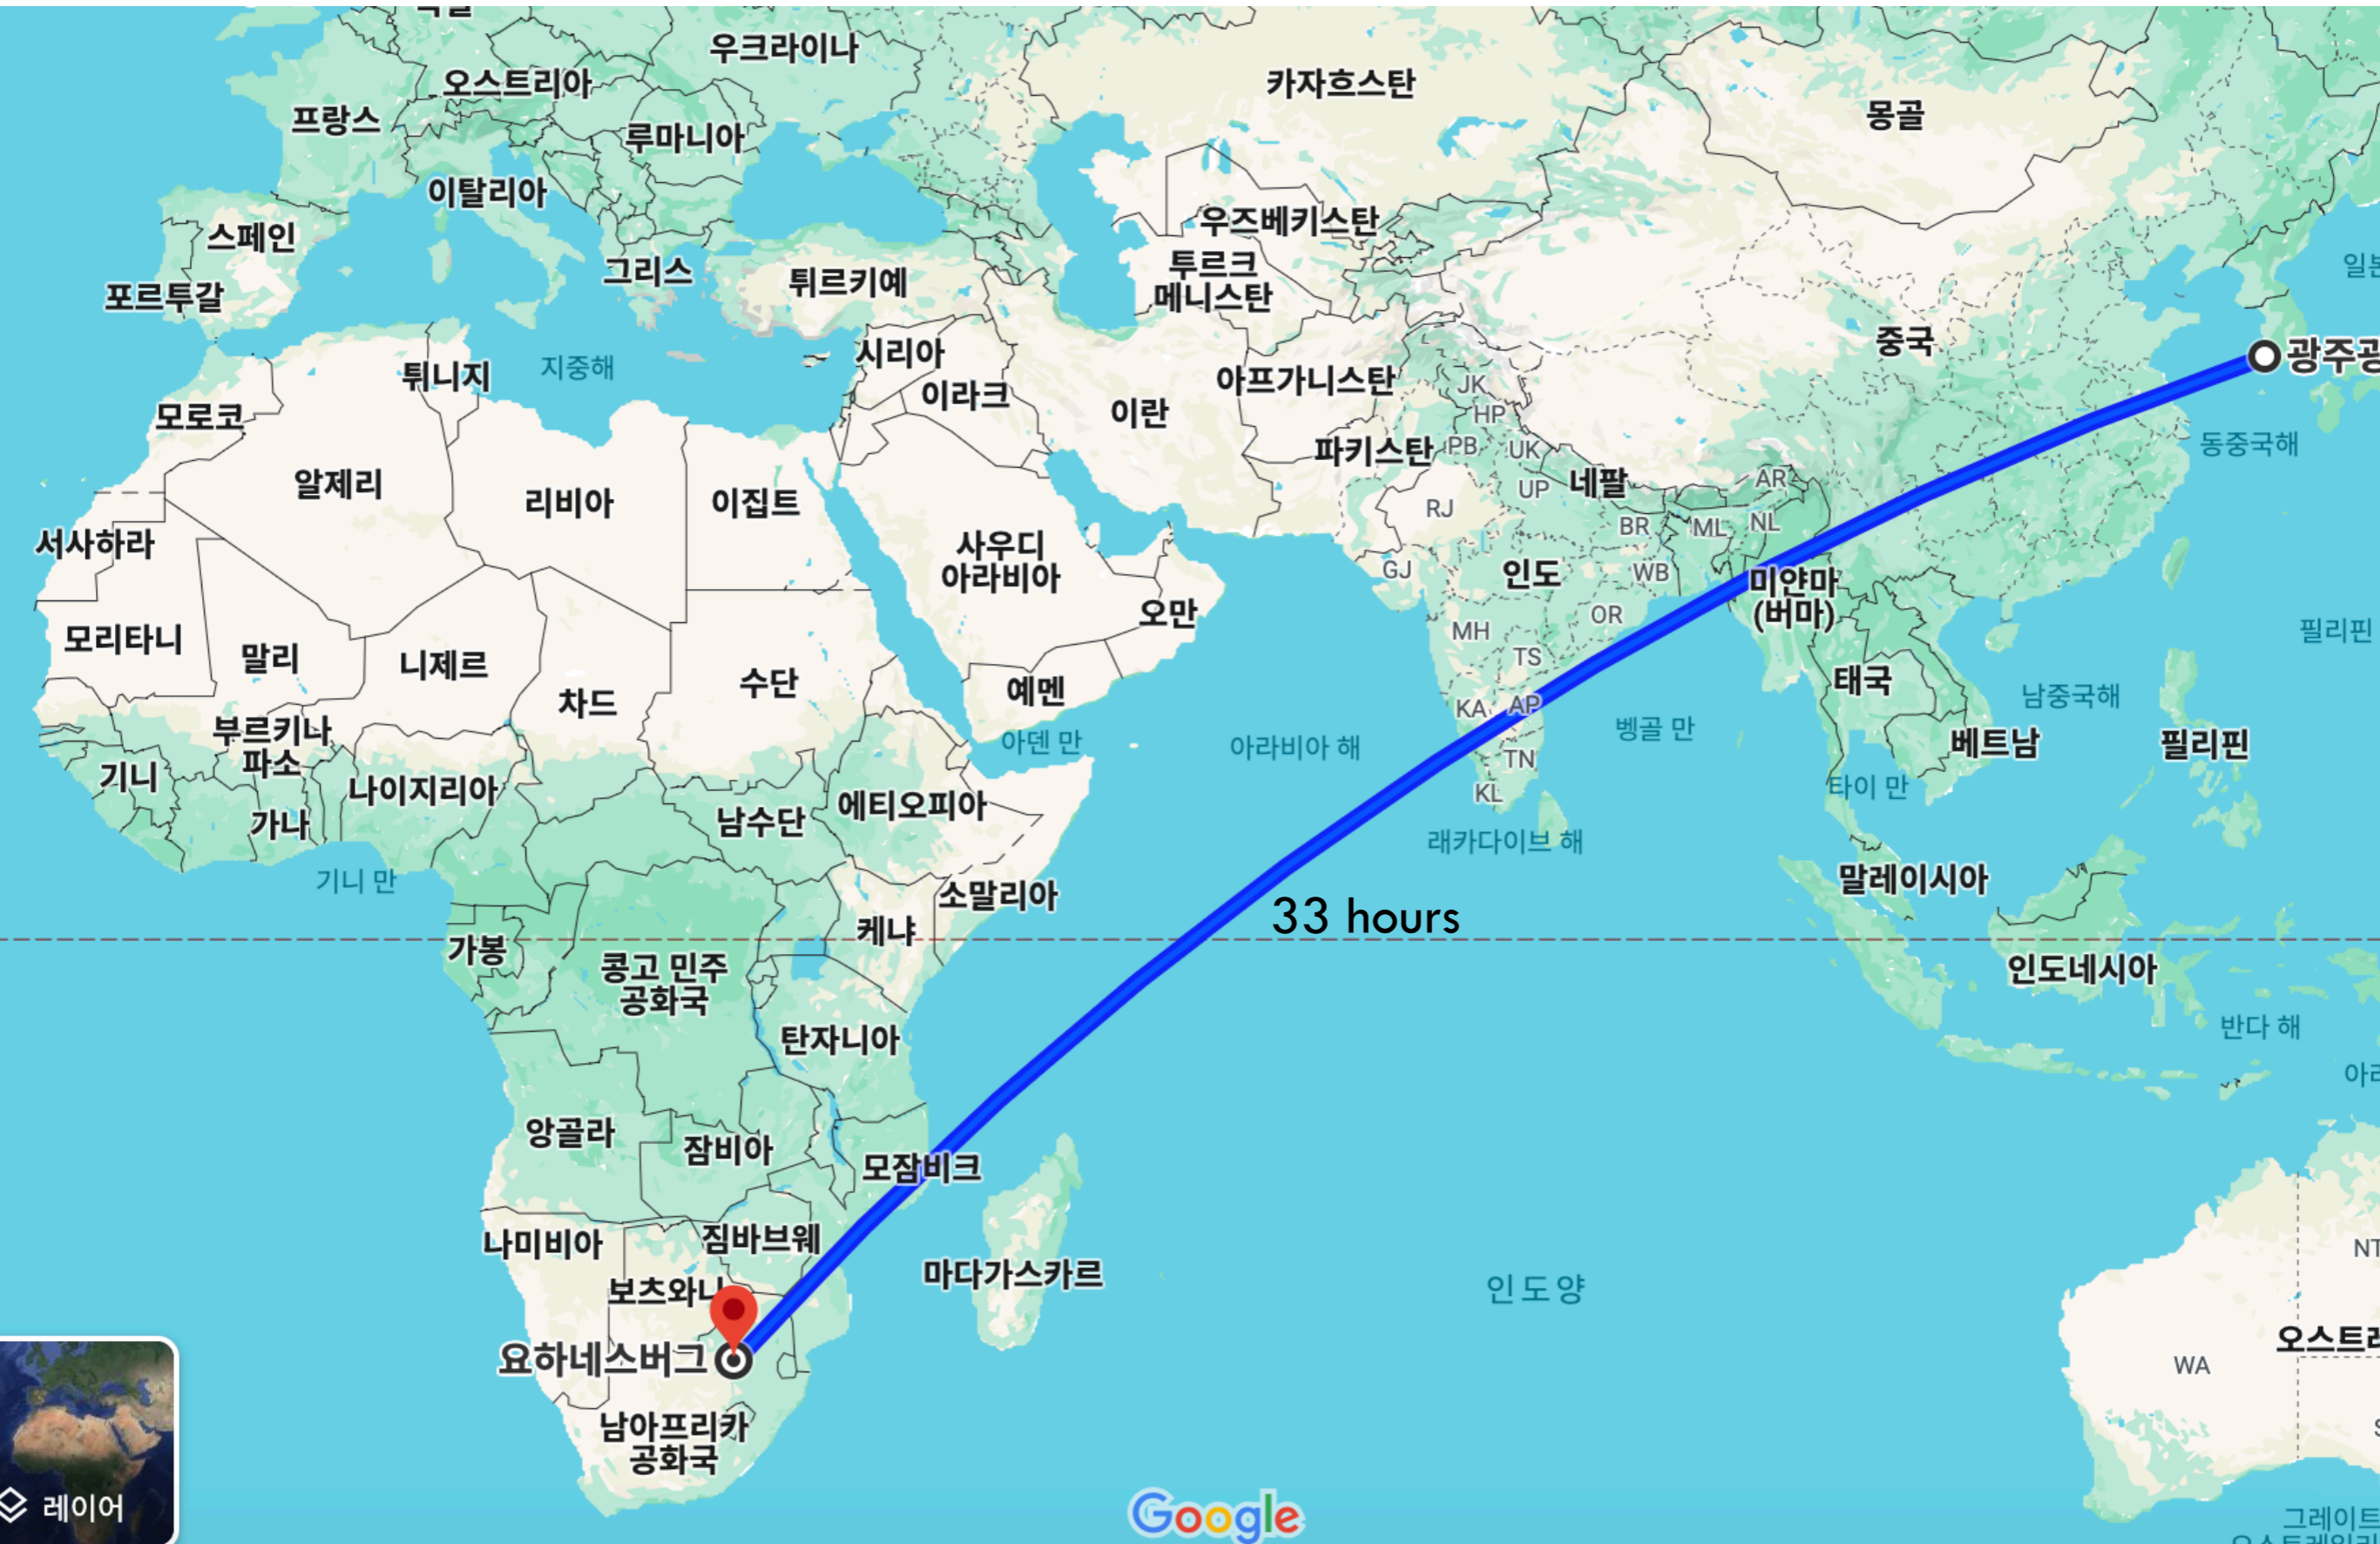 우크라이나
오스트리아
카자흐스탄
프랑스
루마니아
몽골
이탈리아
스페인
우즈베키스탄
그리스
투르크
메니스탄
튀르키예
포르투갈
중국
시리아
광주광
지중해
튀니지
이라크
아프가니스탄
JK
이란
HP
모로코
파키스탄
PB
UK
동중국해
알제리
리비아
이집트
UP
네팔
AR
RJ
BR
ML
NL
서사하라
사우디
아라비아
GJ
인도
WB
미얀마
(버마)
오만
OR
모리타니
말리
니제르
MH
필리핀
TS
수단
예멘
차드
태국
남중국해
KA
AP
부르키나
파소
아덴 만
아라비아 해
벵골 만
베트남
필리핀
기니
나이지리아
TN
타이 만
KL
가나
남수단
에티오피아
래카다이브 해
기니 만
소말리아
말레이시아
33 hours
케냐
가봉
콩고 민주
공화국
인도네시아
탄자니아
반다 해
앙골라
잠비아
모잠비크
나미비아
짐바브웨
NT
마다가스카르
보츠와나
인도양
요하네스버그
WA
남아프리카
공화국
레이어
Google
그레이트